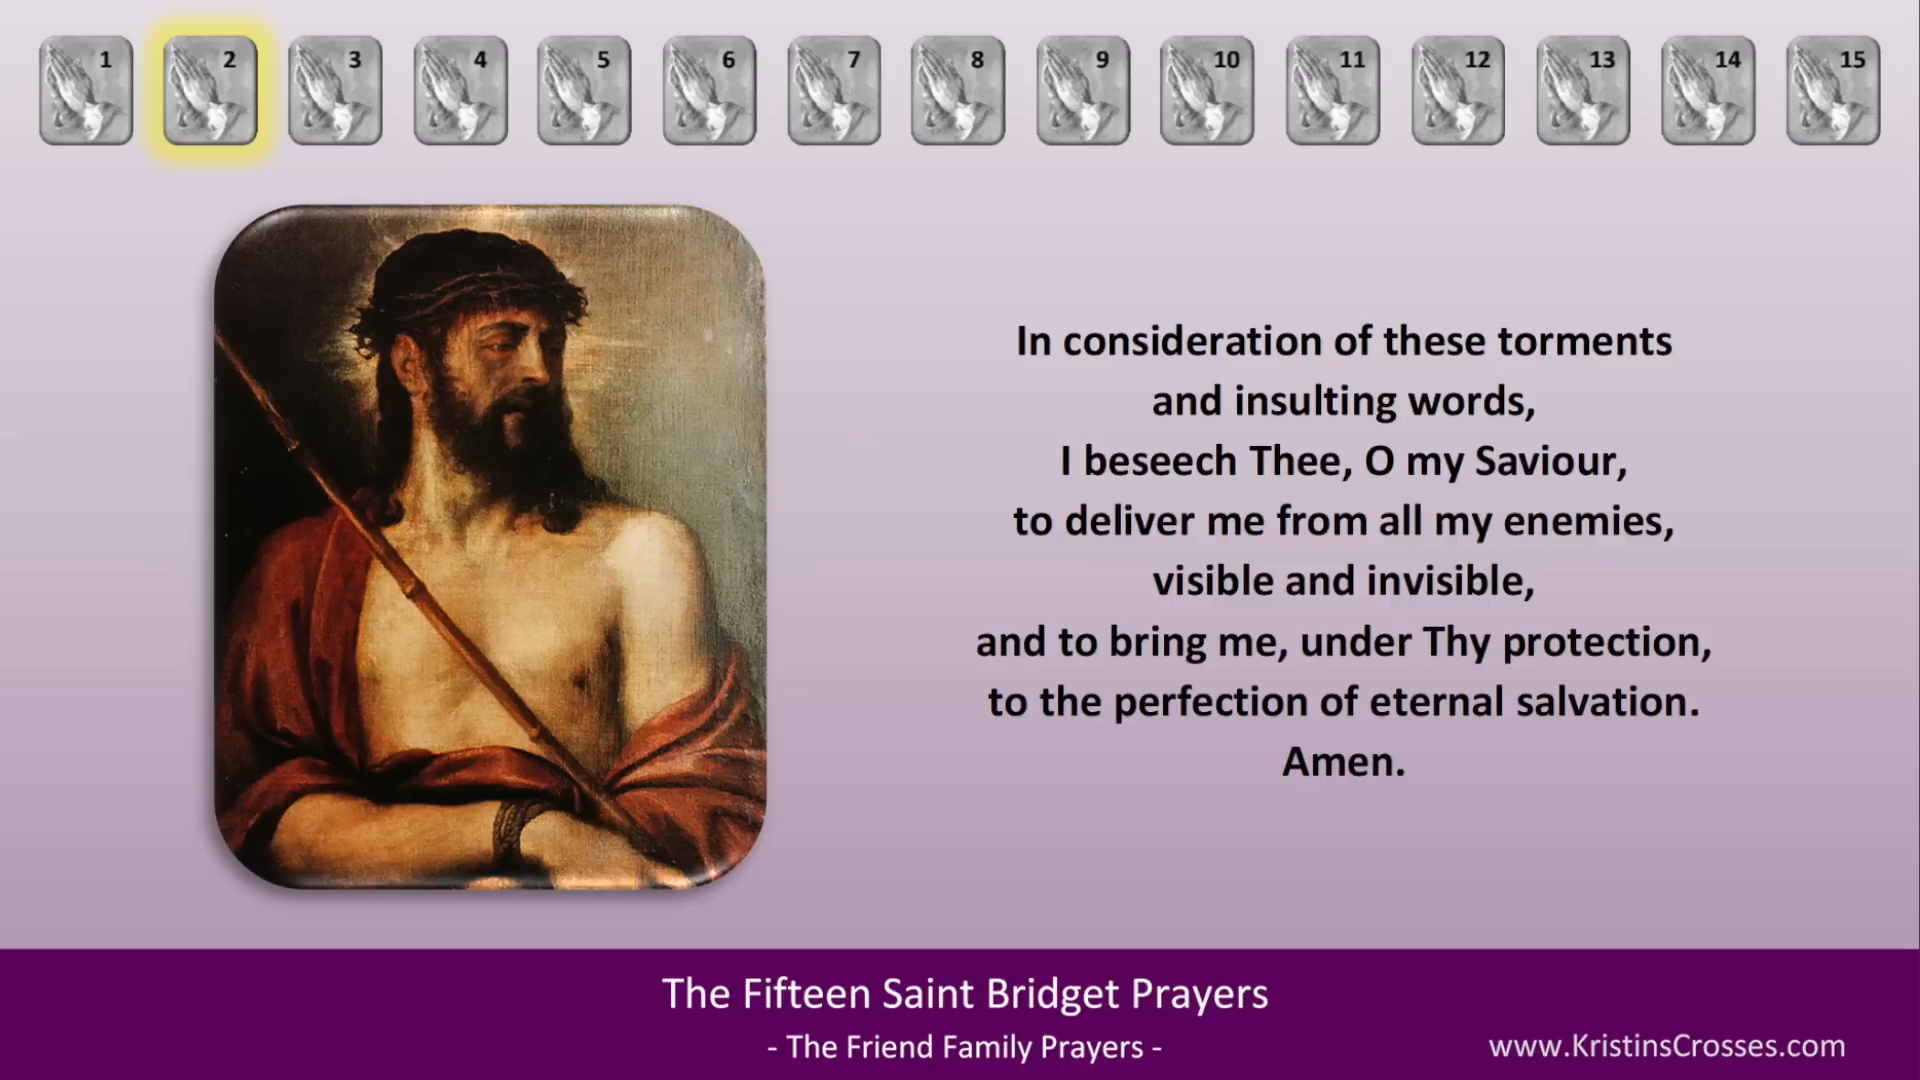 1 2 3 4 5 6 7 8 9 10 11 12 13 14 15
In consideration of these torments
and insulting words,
I beseech Thee, O my Saviour,
to deliver me from all my enemies,
visible and invisible,
and to bring me, under Thy protection,
to the perfection of eternal salvation.
Amen.
The Fifteen Saint Bridget Prayers
- The Friend Family Prayers -
www.KristinsCrosses.com